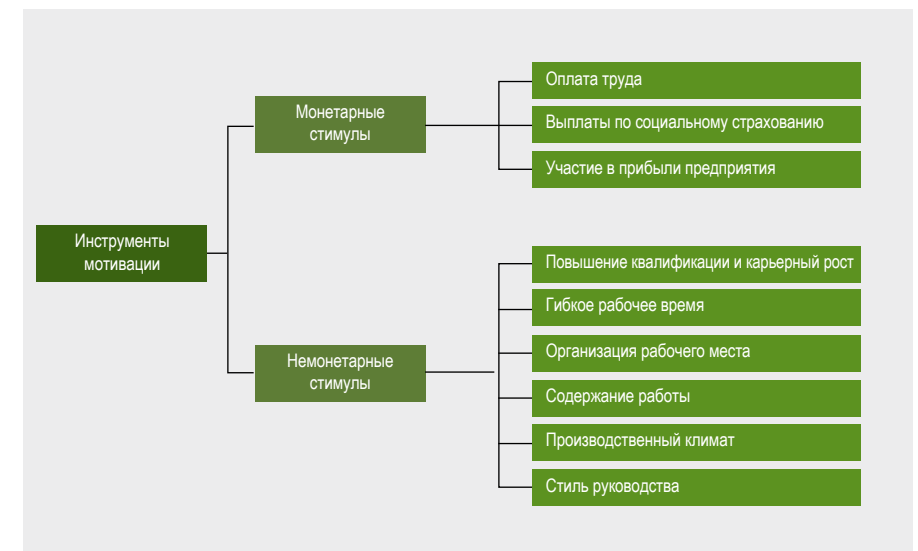 Оплата труда
Монетарные
стимулы
Выплаты по социальному страхованию
Участие в прибыли предприятия
Инструменты
мотивации
Повышение квалификации и карьерный рост
Гибкое рабочее время
Организация рабочего места
Немонетарные
стимулы
Содержание работы
Производственный климат
Стиль руководства